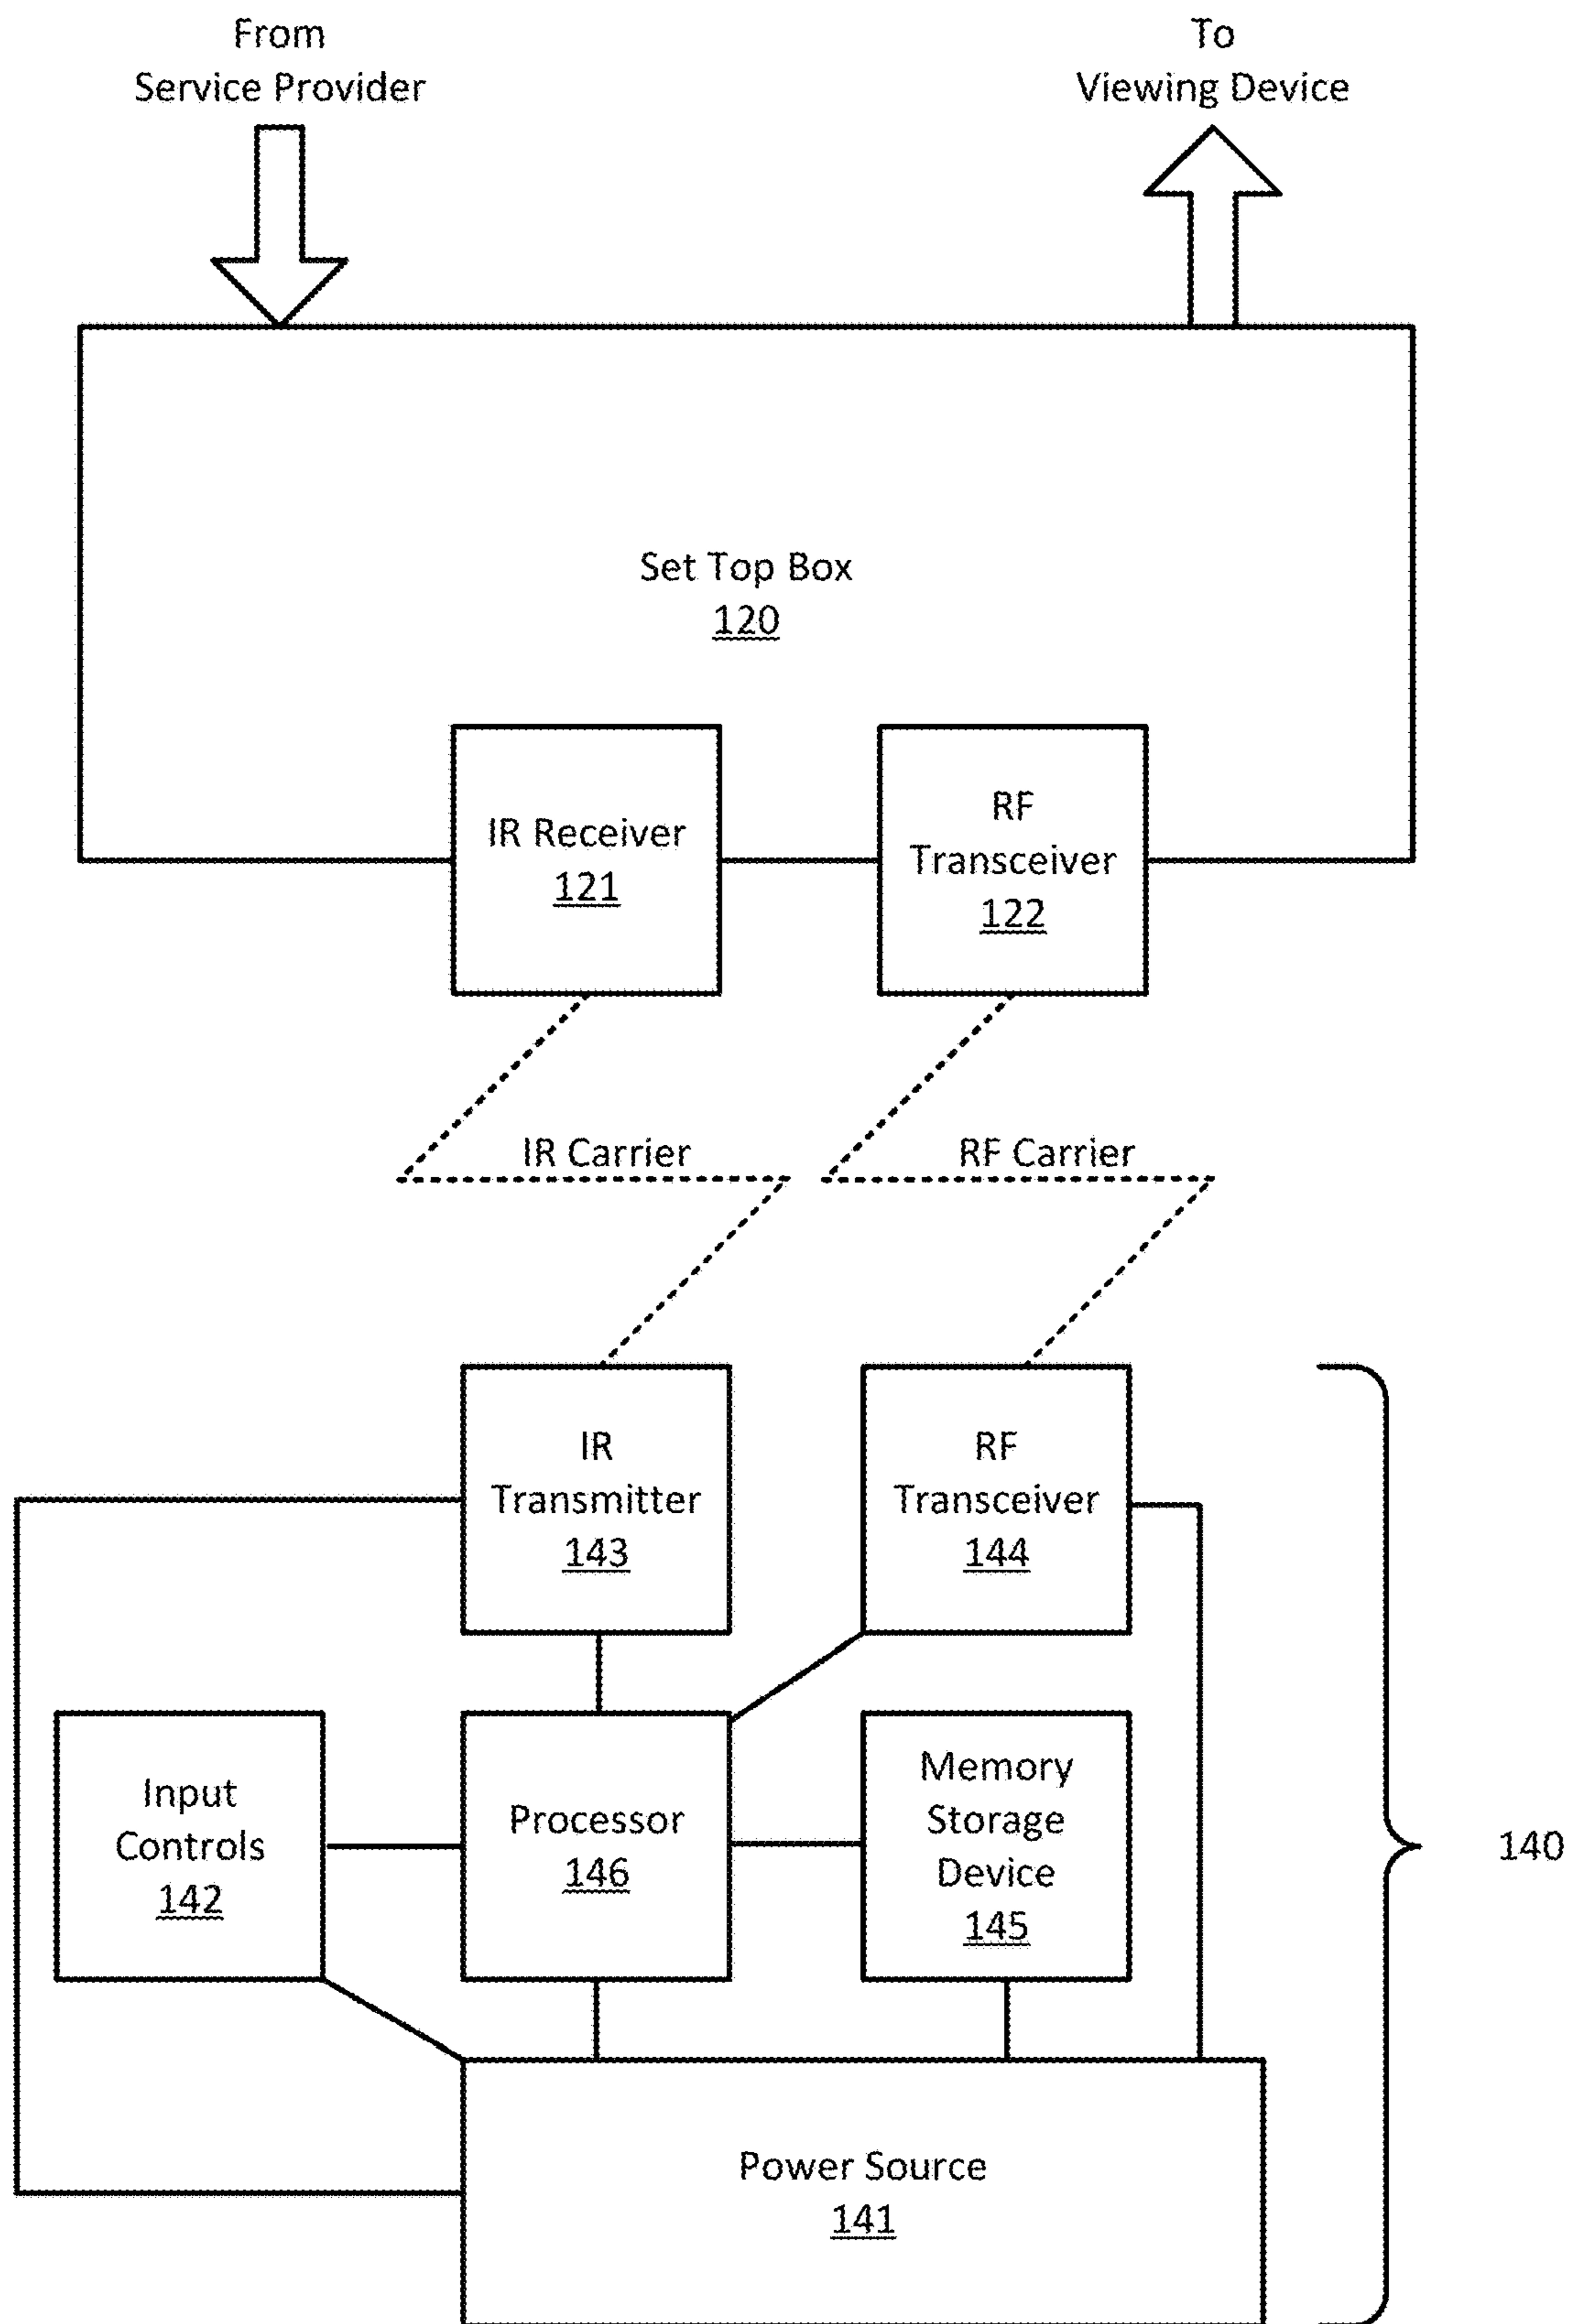 From
Service Provider
To
Viewing Device
Set Top Box
120
IR Receiver
121
RF
Transceiver
122
IR Carrier
RF Carrier
IR
Transmitter
143
RF
Transceiver
144
Input
Controls
142
Processor
146
Memory
Storage
Device
145
140
Power Source
141